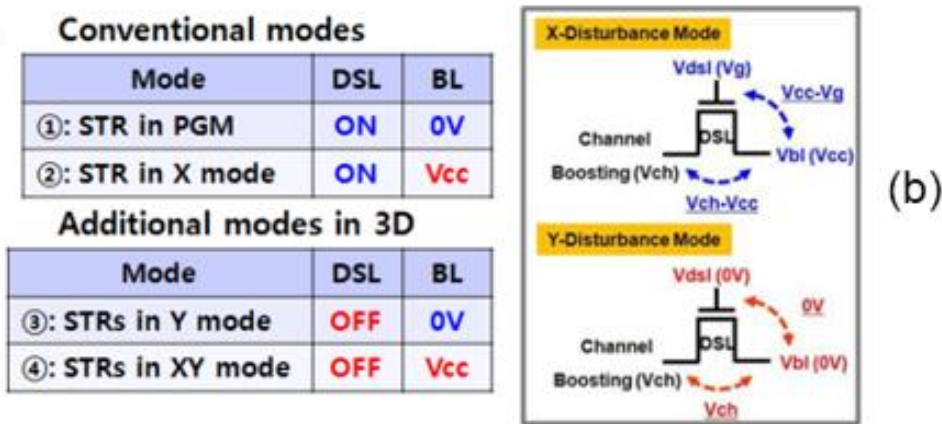 Conventional modes
Mode DSL BL
①: STR in PGM ON 0V
②: STR in X mode ON Vcc
Additional modes in 3D
Mode DSL BL
③: STRs in Y mode OFF 0V
④: STRs in XY mode OFF Vcc
X-Disturbance Mode
Vdsl (Vg)
Vcc-Vg
Channel
DSL
Vbl (Vcc)
Boosting (Vch)
Vch-Vcc
Y-Disturbance Mode
Vdsl (0V)
0V
Channel
DSL
Vbl (0V)
Boosting (Vch)
Vch
(b)